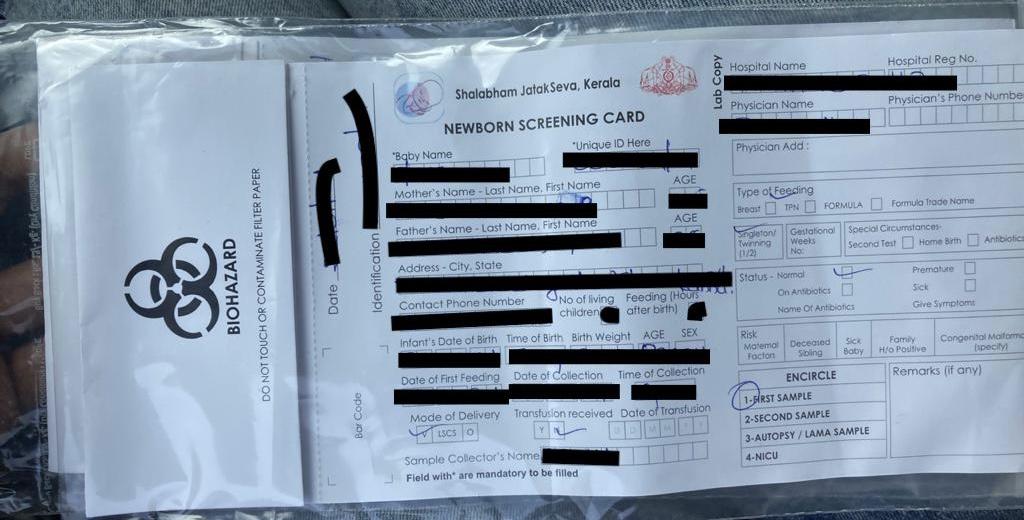 BIOHAZARD
DO NOT TOUCH OR CONTAMINATE FILTER PAPER
Date
Identification
Bar Code
Shalabham JatakSeva, Kerala
NEWBORN SCREENING CARD
*Baby Name
*Unique ID Here
Mother's Name - Last Name, First Name
AGE
Father's Name - Last Name, First Name
AGE
Address - City, State
Contact Phone Number
No of living children
Feeding (Hours after birth)
Infant's Date of Birth Time of Birth Birth Weight AGE SEX
Date of First Feeding Date of Collection Time of Collection
Mode of Delivery Transfusion received Date of Transfusion
V LSCS O Y
Sample Collector's Name
Field with* are mandatory to be filled
Lab Copy
Hospital Name
Hospital Reg No.
Physician Name
Physician's Phone Number
Physician Add :
Type of Feeding
Breast TPN FORMULA Formula Trade Name
Singleton/ Twinning (1/2)
Gestational Weeks No:
Special Circumstances-
Second Test Home Birth Antibiotics
Status - Normal Premature
On Antibiotics Sick
Name Of Antibiotics Give Symptoms
Risk Maternal Factors
Deceased Sibling
Sick Baby
Family H/o Positive
Congenital Malforma (specify)
ENCIRCLE
1-FIRST SAMPLE
2-SECOND SAMPLE
3-AUTOPSY / LAMA SAMPLE
4-NICU
Remarks (if any)